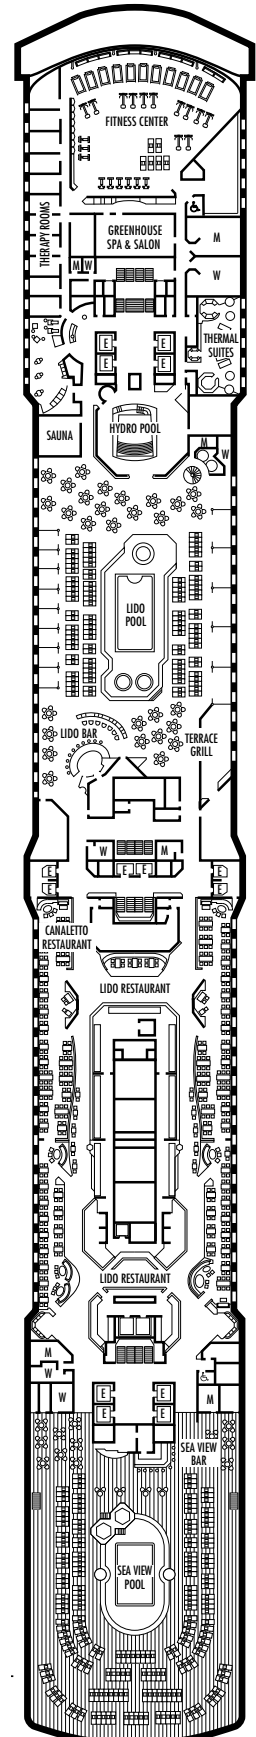 FITNESS CENTER
THERAPY ROOMS
GREENHOUSE
SPA & SALON
M
M W
W
THERMAL
SUITES
E E
E E
HYDRO POOL
SAUNA
M
W
LIDO
POOL
LIDO BAR
TERRACE
GRILL
W M
E E E E
E E
CANALETTO
RESTAURANT
LIDO RESTAURANT
LIDO RESTAURANT
M
W
W
E E
E E
M
SEA VIEW
BAR
SEA VIEW
POOL